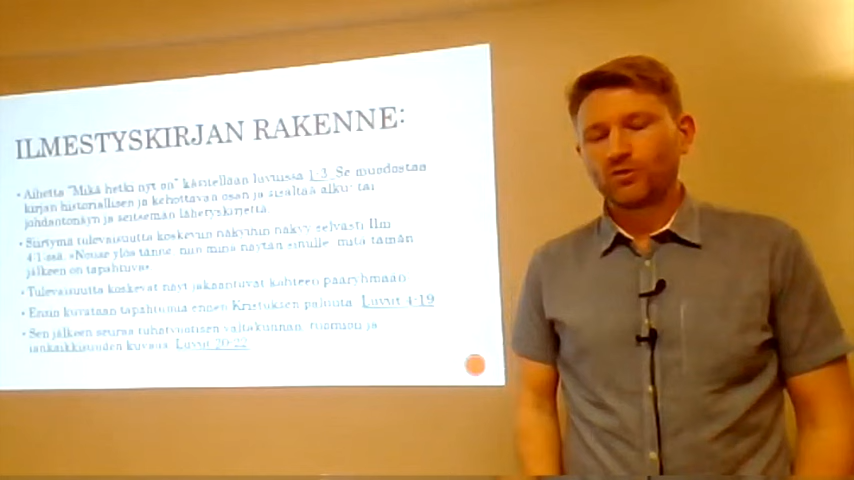 ILMESTYSKIRJAN RAKENNE:
• Aihetta "Mikä hetki nyt on" käsitellään luvuissa 1-3. Se muodostaa
kirjan historiallisen ja kehottavan osan ja sisältää alku- tai
johdantonäyn ja seitsemän lähetyskirjettä.
• Siirtymä tulevaisuutta koskeviin näkyihin näkyy selvästi Ilm
4:1:ssä. »Nouse ylös tänne, niin minä näytän sinulle, mitä tämän
jälkeen on tapahtuva»
• Tulevaisuutta koskevat näyt jakaantuvat kahteen pääryhmään.
• Ensin kuvataan tapahtumia ennen Kristuksen paluuta. Luvut 4-19
• Sen jälkeen seuraa tuhatvuotisen valtakunnan, tuomion ja
iankaikkisuuden kuvaus. Luvut 20-22